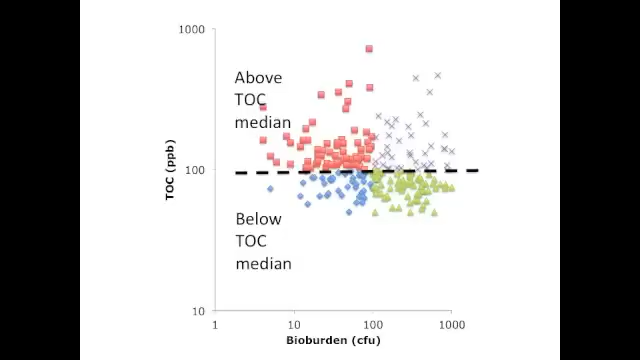 1000
Above
TOC
median
TOC (ppb)
100
Below
TOC
median
10
1
10
100
1000
Bioburden (cfu)